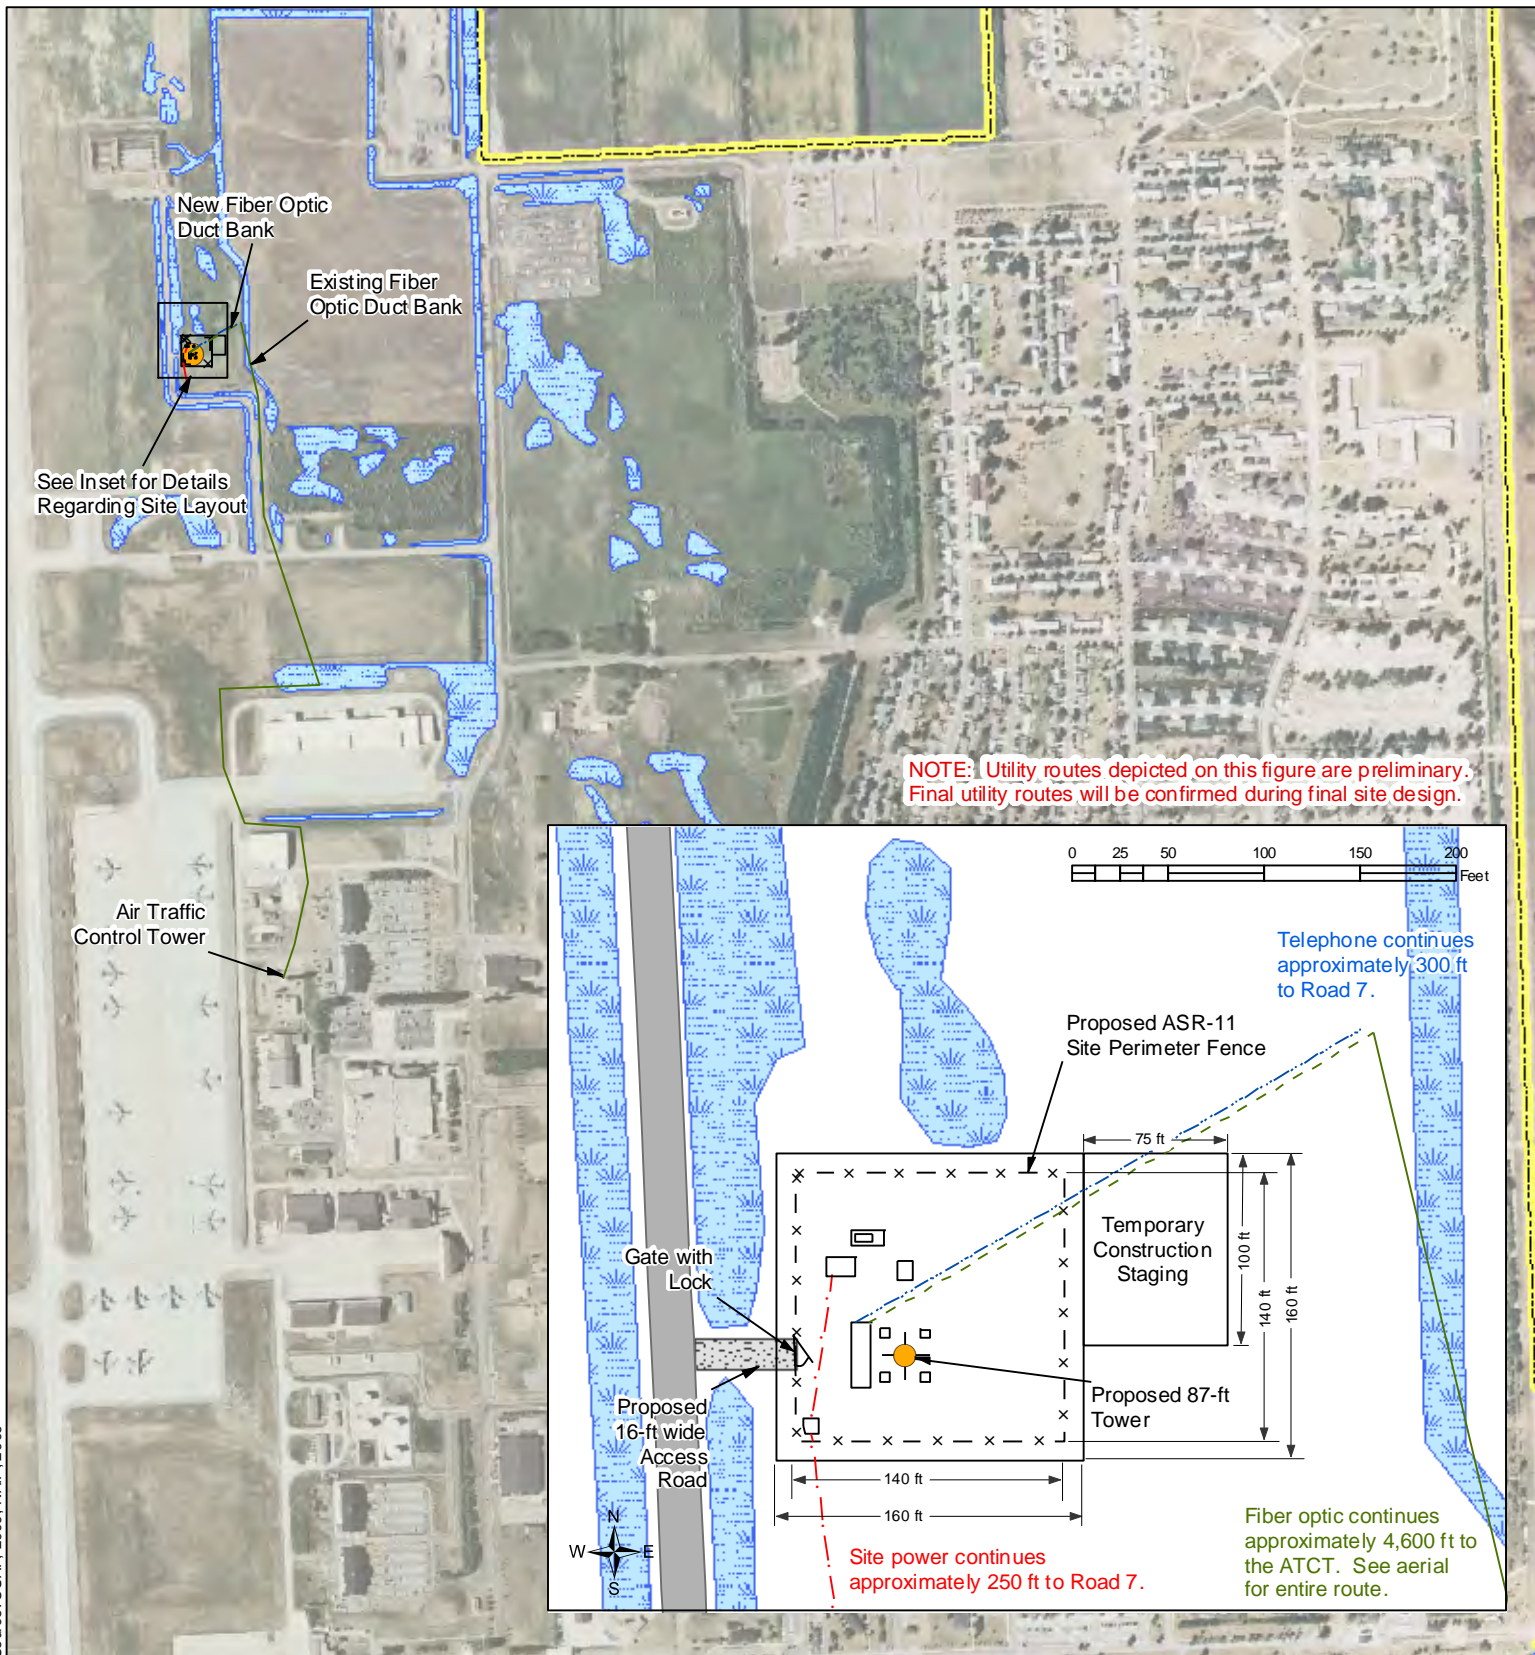 New Fiber Optic
Duct Bank
Existing Fiber
Optic Duct Bank
See Inset for Details
Regarding Site Layout
NOTE: Utility routes depicted on this figure are preliminary.
Final utility routes will be confirmed during final site design.
Air Traffic
Control Tower
0 25 50 100 150 200
Feet
Telephone continues
approximately 300 ft
to Road 7.
Proposed ASR-11
Site Perimeter Fence
75 ft
Temporary
Construction
Staging
100 ft
140 ft
160 ft
Gate with
Lock
Proposed
16-ft wide
Access
Road
Proposed 87-ft
Tower
140 ft
160 ft
N
W E
S
Site power continues
approximately 250 ft to Road 7.
Fiber optic continues
approximately 4,600 ft to
the ATCT. See aerial
for entire route.